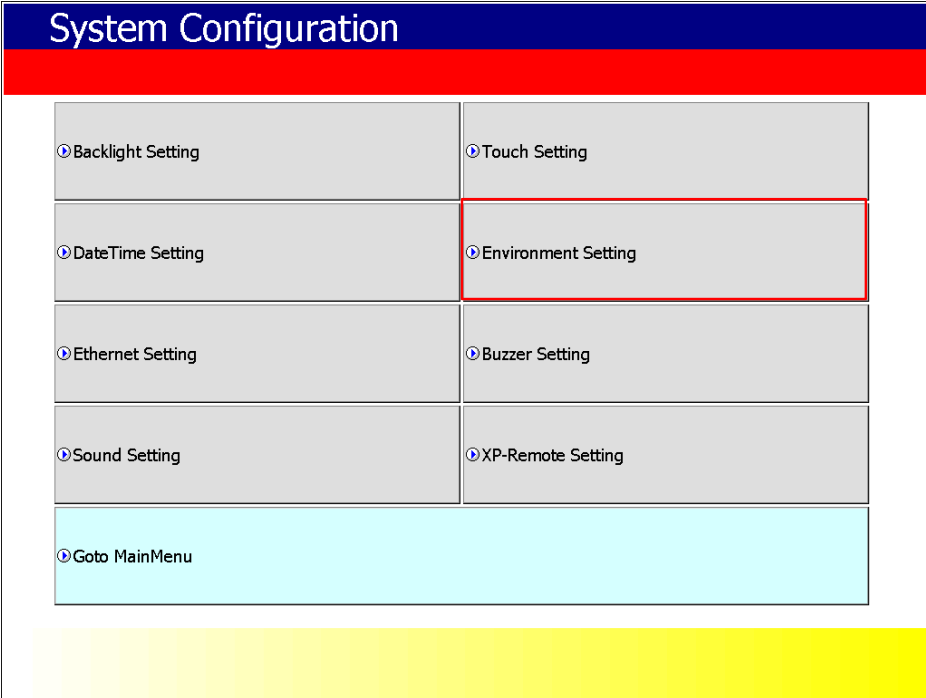 System Configuration
Backlight Setting
Touch Setting
DateTime Setting
Environment Setting
Ethernet Setting
Buzzer Setting
Sound Setting
XP-Remote Setting
Goto MainMenu